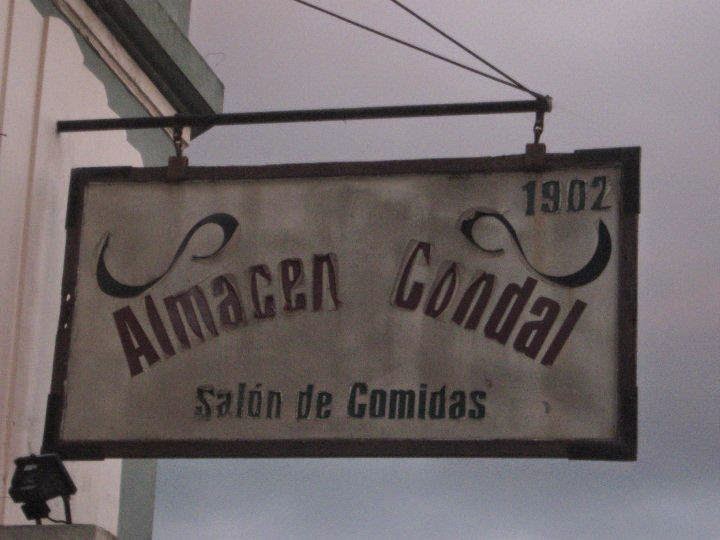 1902
Almacen Condal
Salón de Comidas